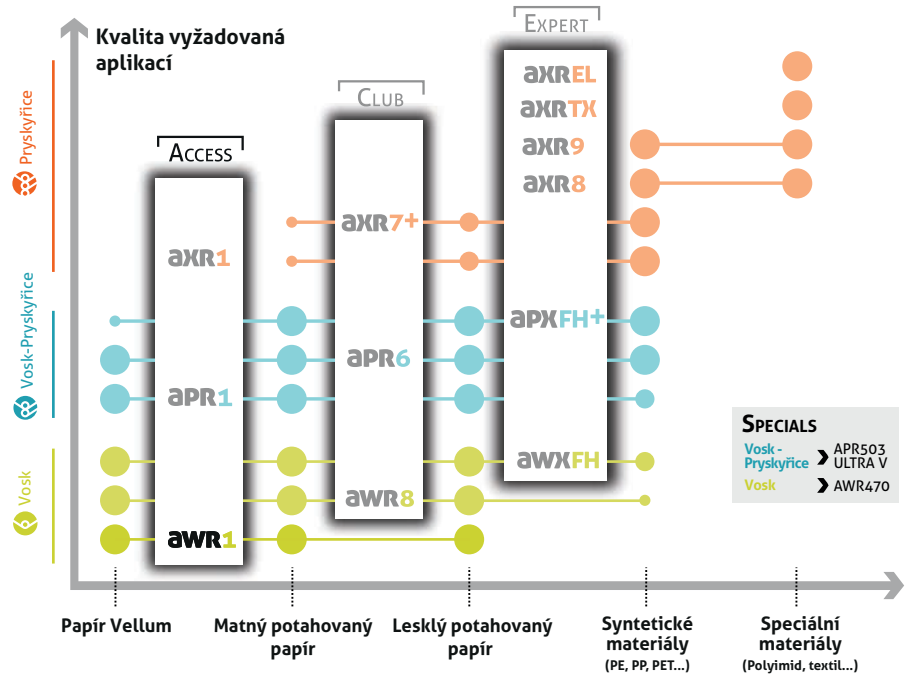 Kvalita vyžadovaná
aplikací
EXPERT
CLUB
ACCESS
aXREL
aXRTX
aXR9
aXR8
aXR7+
aXR1
aPXFH+
aPR6
aPR1
aWXFH
aWR8
aWR1
Pryskyřice
Vosk-Pryskyřice
Vosk
SPECIALS
Vosk - Pryskyřice
APR503
ULTRA V
Vosk
AWR470
Papír Vellum
Matný potahovaný
papír
Lesklý potahovaný
papír
Syntetické
materiály
(PE, PP, PET...)
Speciální
materiály
(Polyimid, textil...)